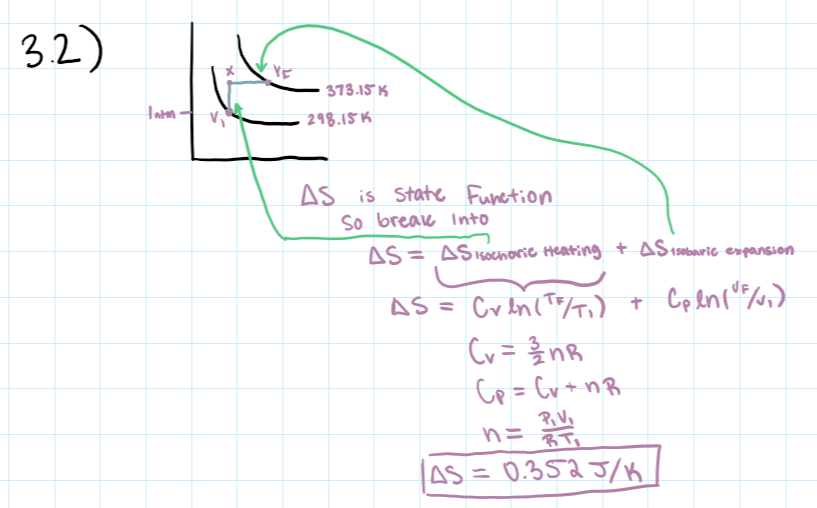 3.2)
X VF
373.15K
1atm V1 298.15K
ΔS is State Function
So break Into
ΔS = ΔS Isochoric Heating + ΔS Isobaric expansion
ΔS = Cv ln(TF/T1) + Cp ln(VF/V1)
Cv = 3/2 nR
Cp = Cv + nR
n = P1V1/RT1
ΔS = 0.352 J/K